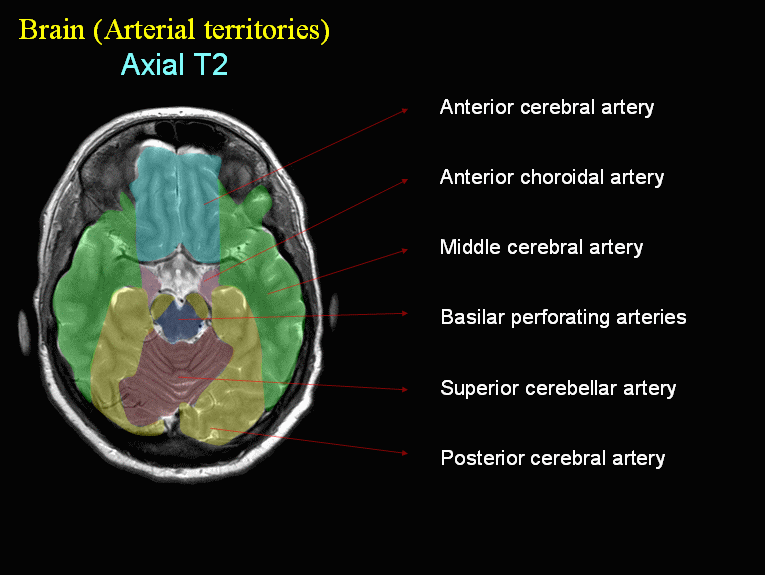 Brain (Arterial territories)
Axial T2
Anterior cerebral artery
Anterior choroidal artery
Middle cerebral artery
Basilar perforating arteries
Superior cerebellar artery
Posterior cerebral artery